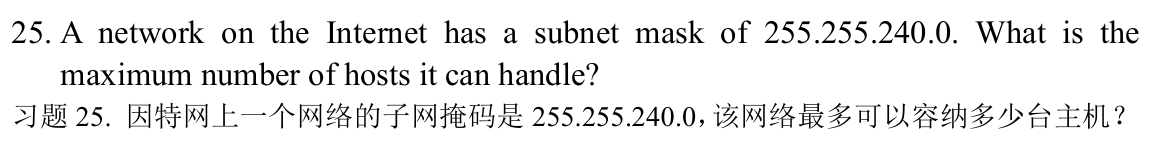 25. A network on the Internet has a subnet mask of 255.255.240.0. What is the
maximum number of hosts it can handle?
习题 25. 因特网上一个网络的子网掩码是 255.255.240.0，该网络最多可以容纳多少台主机？